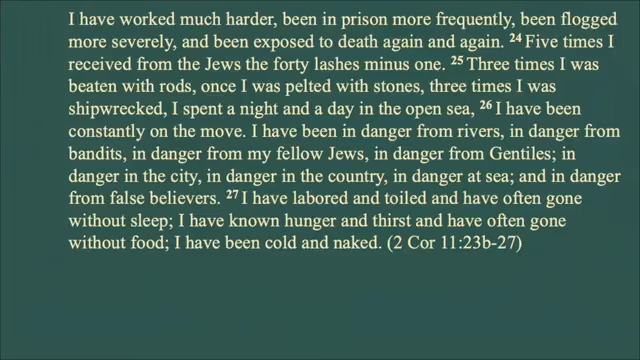 I have worked much harder, been in prison more frequently, been flogged
more severely, and been exposed to death again and again. ²⁴ Five times I
received from the Jews the forty lashes minus one. ²⁵ Three times I was
beaten with rods, once I was pelted with stones, three times I was
shipwrecked, I spent a night and a day in the open sea, ²⁶ I have been
constantly on the move. I have been in danger from rivers, in danger from
bandits, in danger from my fellow Jews, in danger from Gentiles; in
danger in the city, in danger in the country, in danger at sea; and in danger
from false believers. ²⁷ I have labored and toiled and have often gone
without sleep; I have known hunger and thirst and have often gone
without food; I have been cold and naked. (2 Cor 11:23b-27)